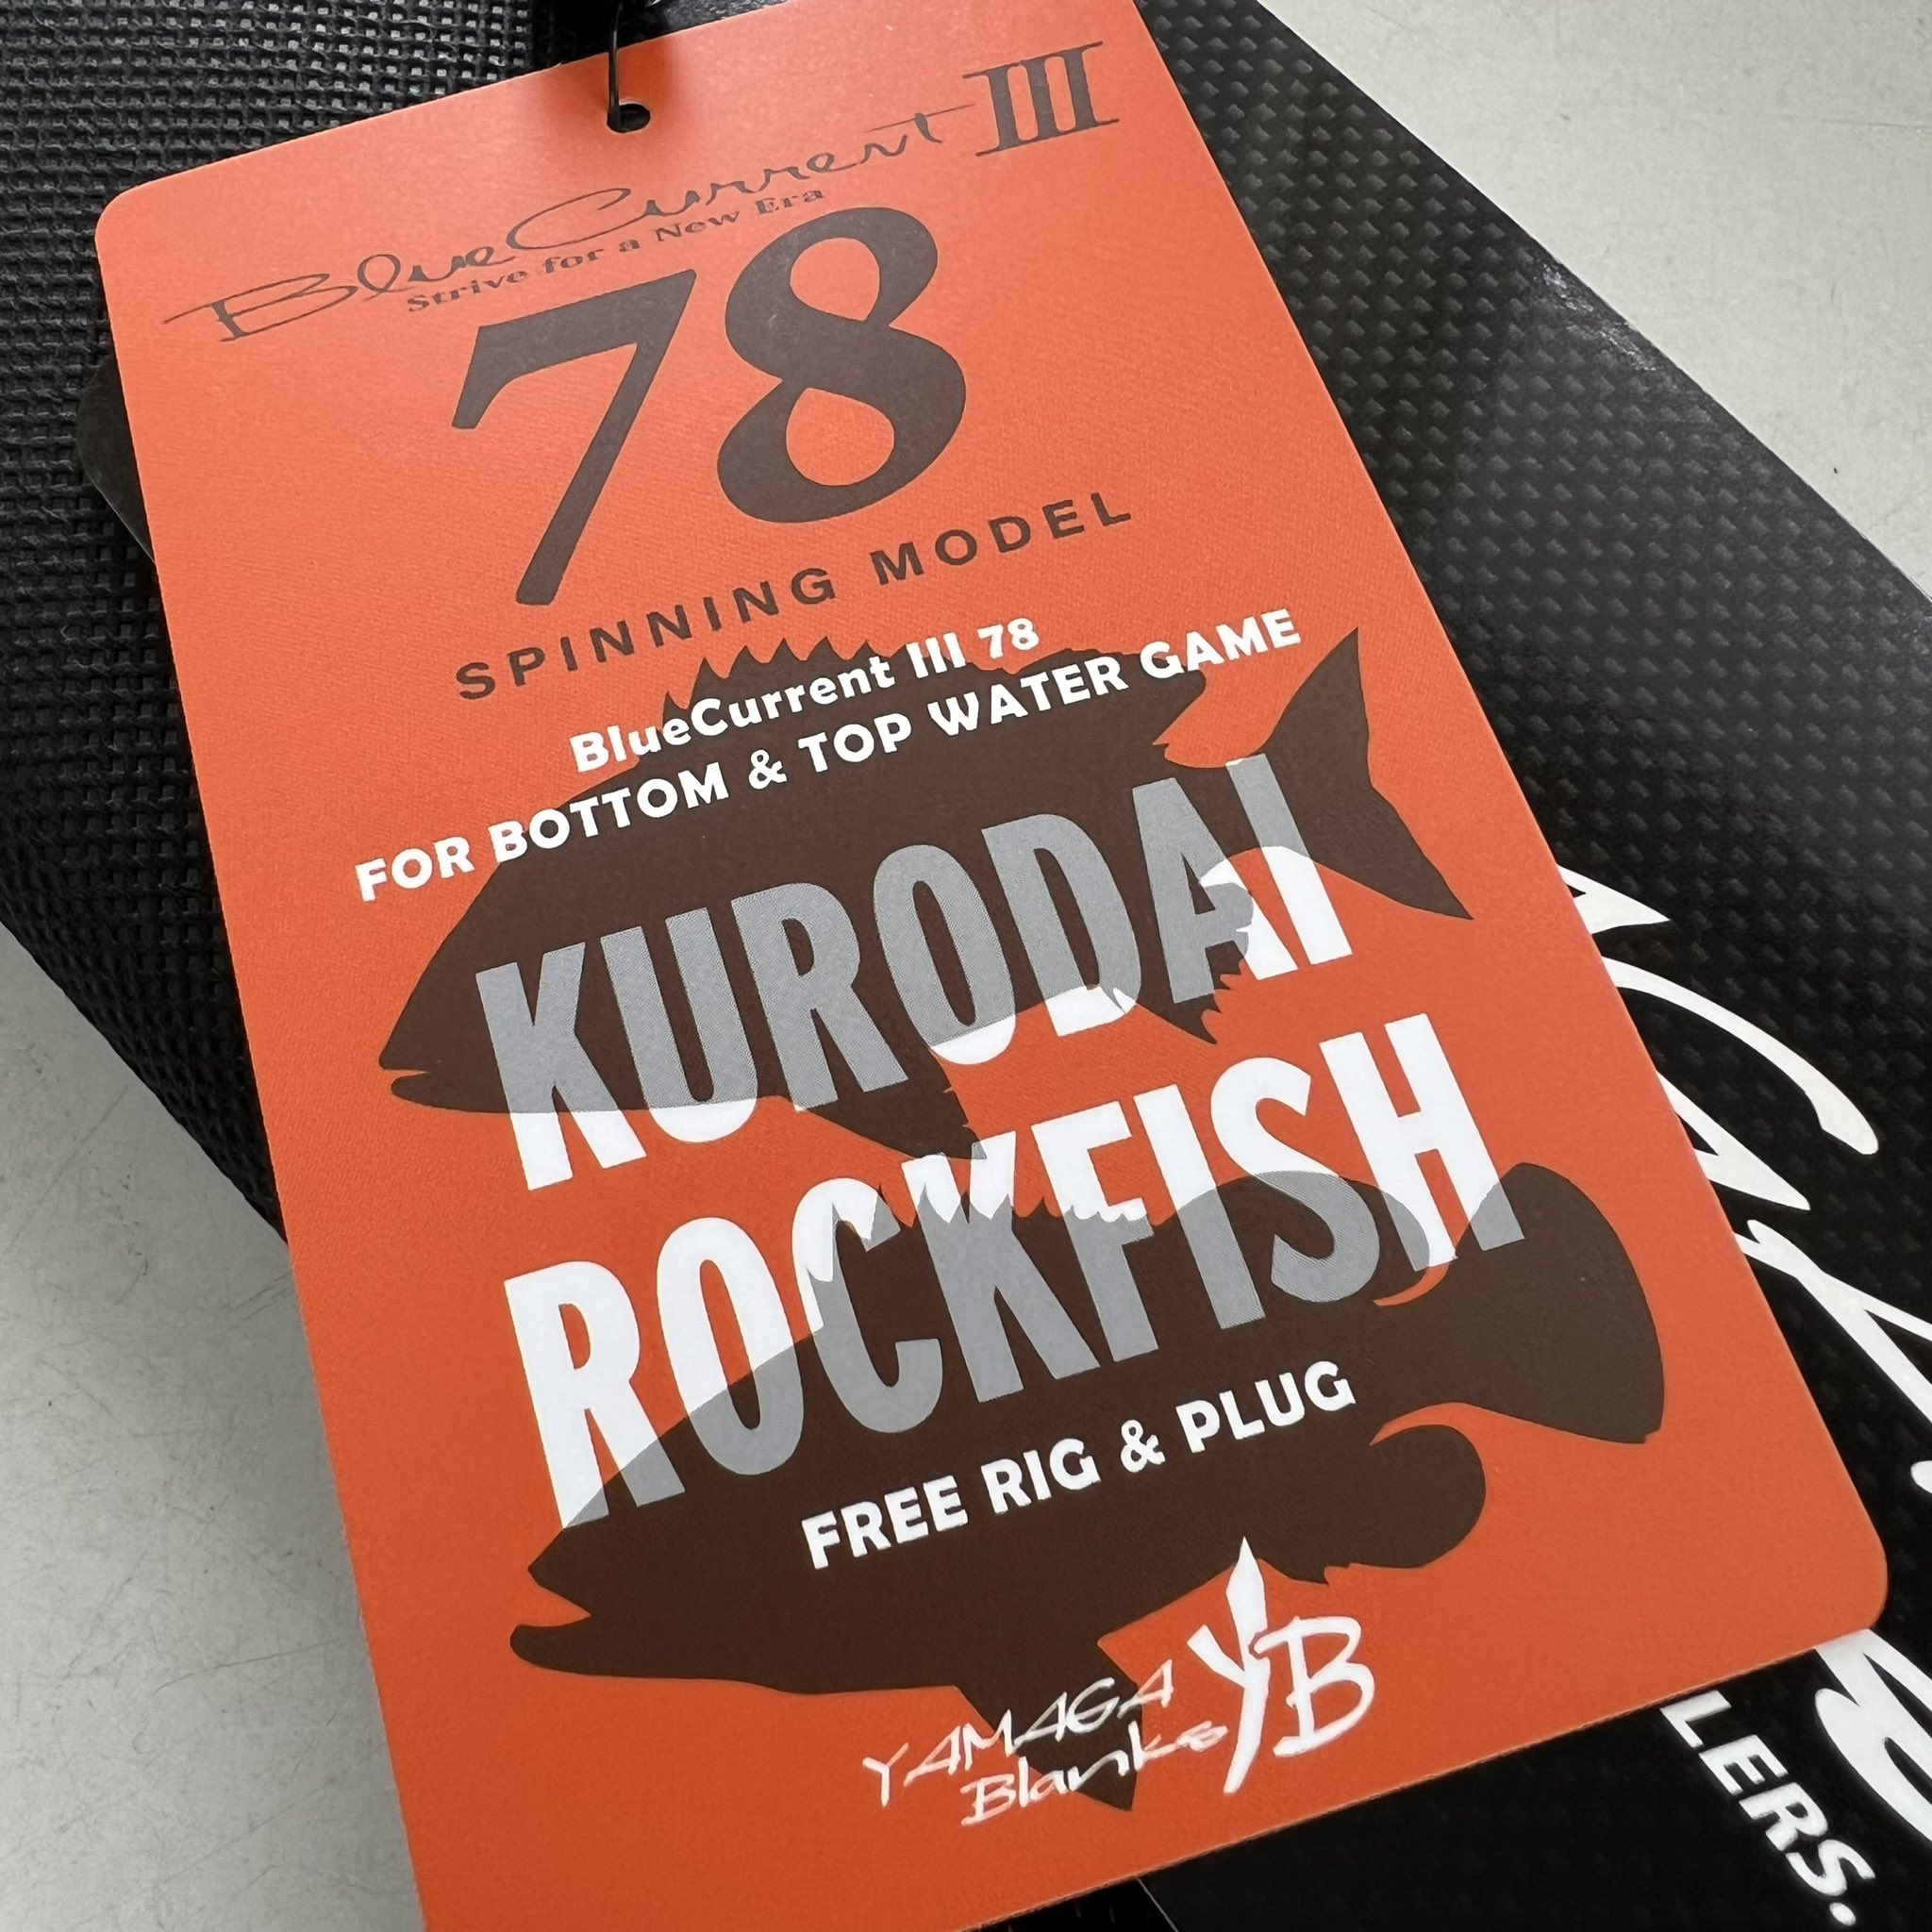 BlueCurrent III
Strive for a New Era
78
SPINNING MODEL
BlueCurrent III 78
FOR BOTTOM & TOP WATER GAME
KURODAI
ROCKFISH
FREE RIG & PLUG
YAMAGA
Blanks
YB
LERS.